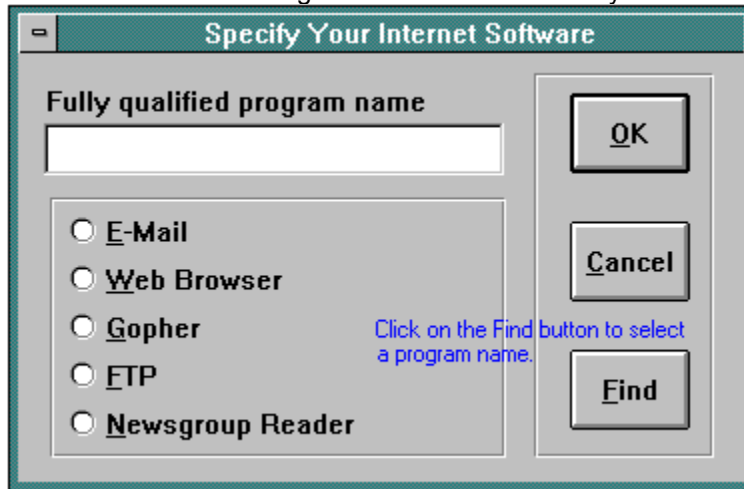 Specify Your Internet Software
Fully qualified program name
OK
E-Mail
Web Browser
Cancel
Gopher
Click on the Find button to select
a program name.
FTP
Find
Newsgroup Reader